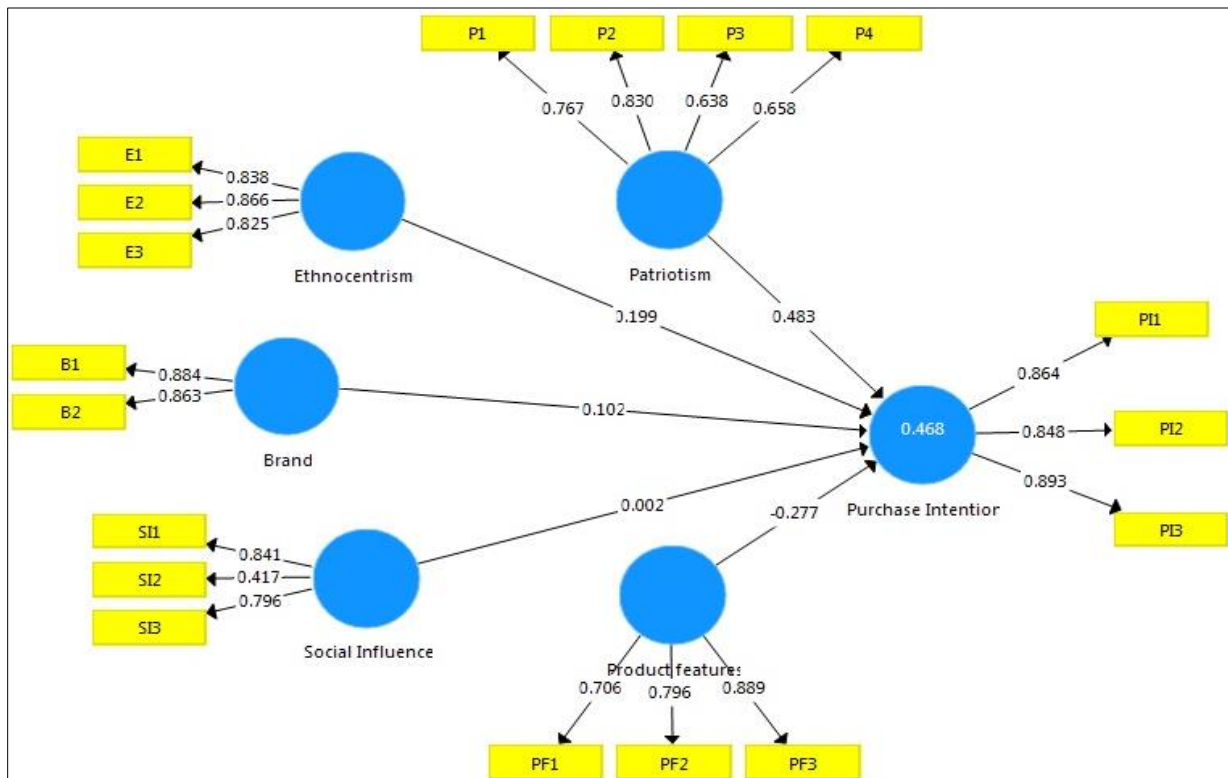 P1 P2 P3 P4
0.767 0.830 0.638 0.658
E1
0.838
E2
0.866
E3
0.825
Ethnocentrism
Patriotism
0.199
0.483
B1
0.884
B2
0.863
Brand
0.102
0.468
Purchase Intention
PI1
0.864
PI2
0.848
PI3
0.893
SI1
0.841
SI2
0.417
SI3
0.796
Social Influence
0.002
-0.277
Product features
0.706 0.796 0.889
PF1 PF2 PF3